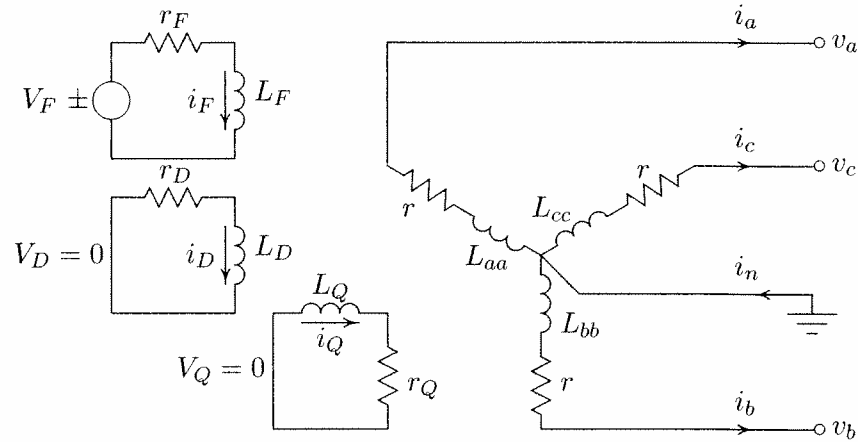 r_F
V_F ±
i_F
L_F
r_D
V_D = 0
i_D
L_D
L_Q
i_Q
V_Q = 0
r_Q
i_a
v_a
i_c
v_c
r
r
L_cc
L_aa
i_n
L_bb
r
i_b
v_b